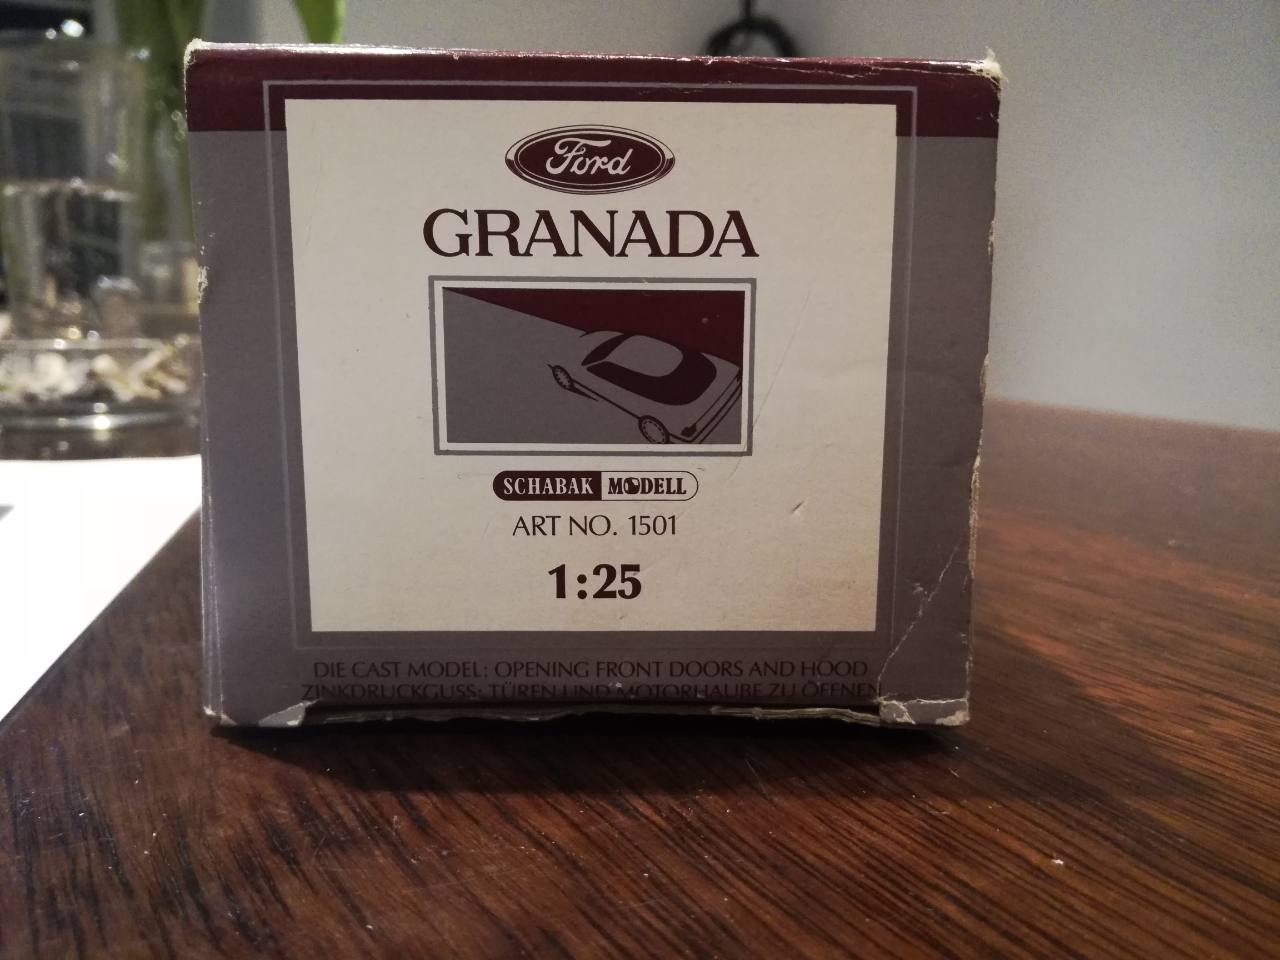 Ford
GRANADA
SCHABAK MODELL
ART NO. 1501
1:25
DIE CAST MODEL: OPENING FRONT DOORS AND HOOD
ZINKDRUCKGUSS: TÜREN UND MOTORHAUBE ZU ÖFFNEN